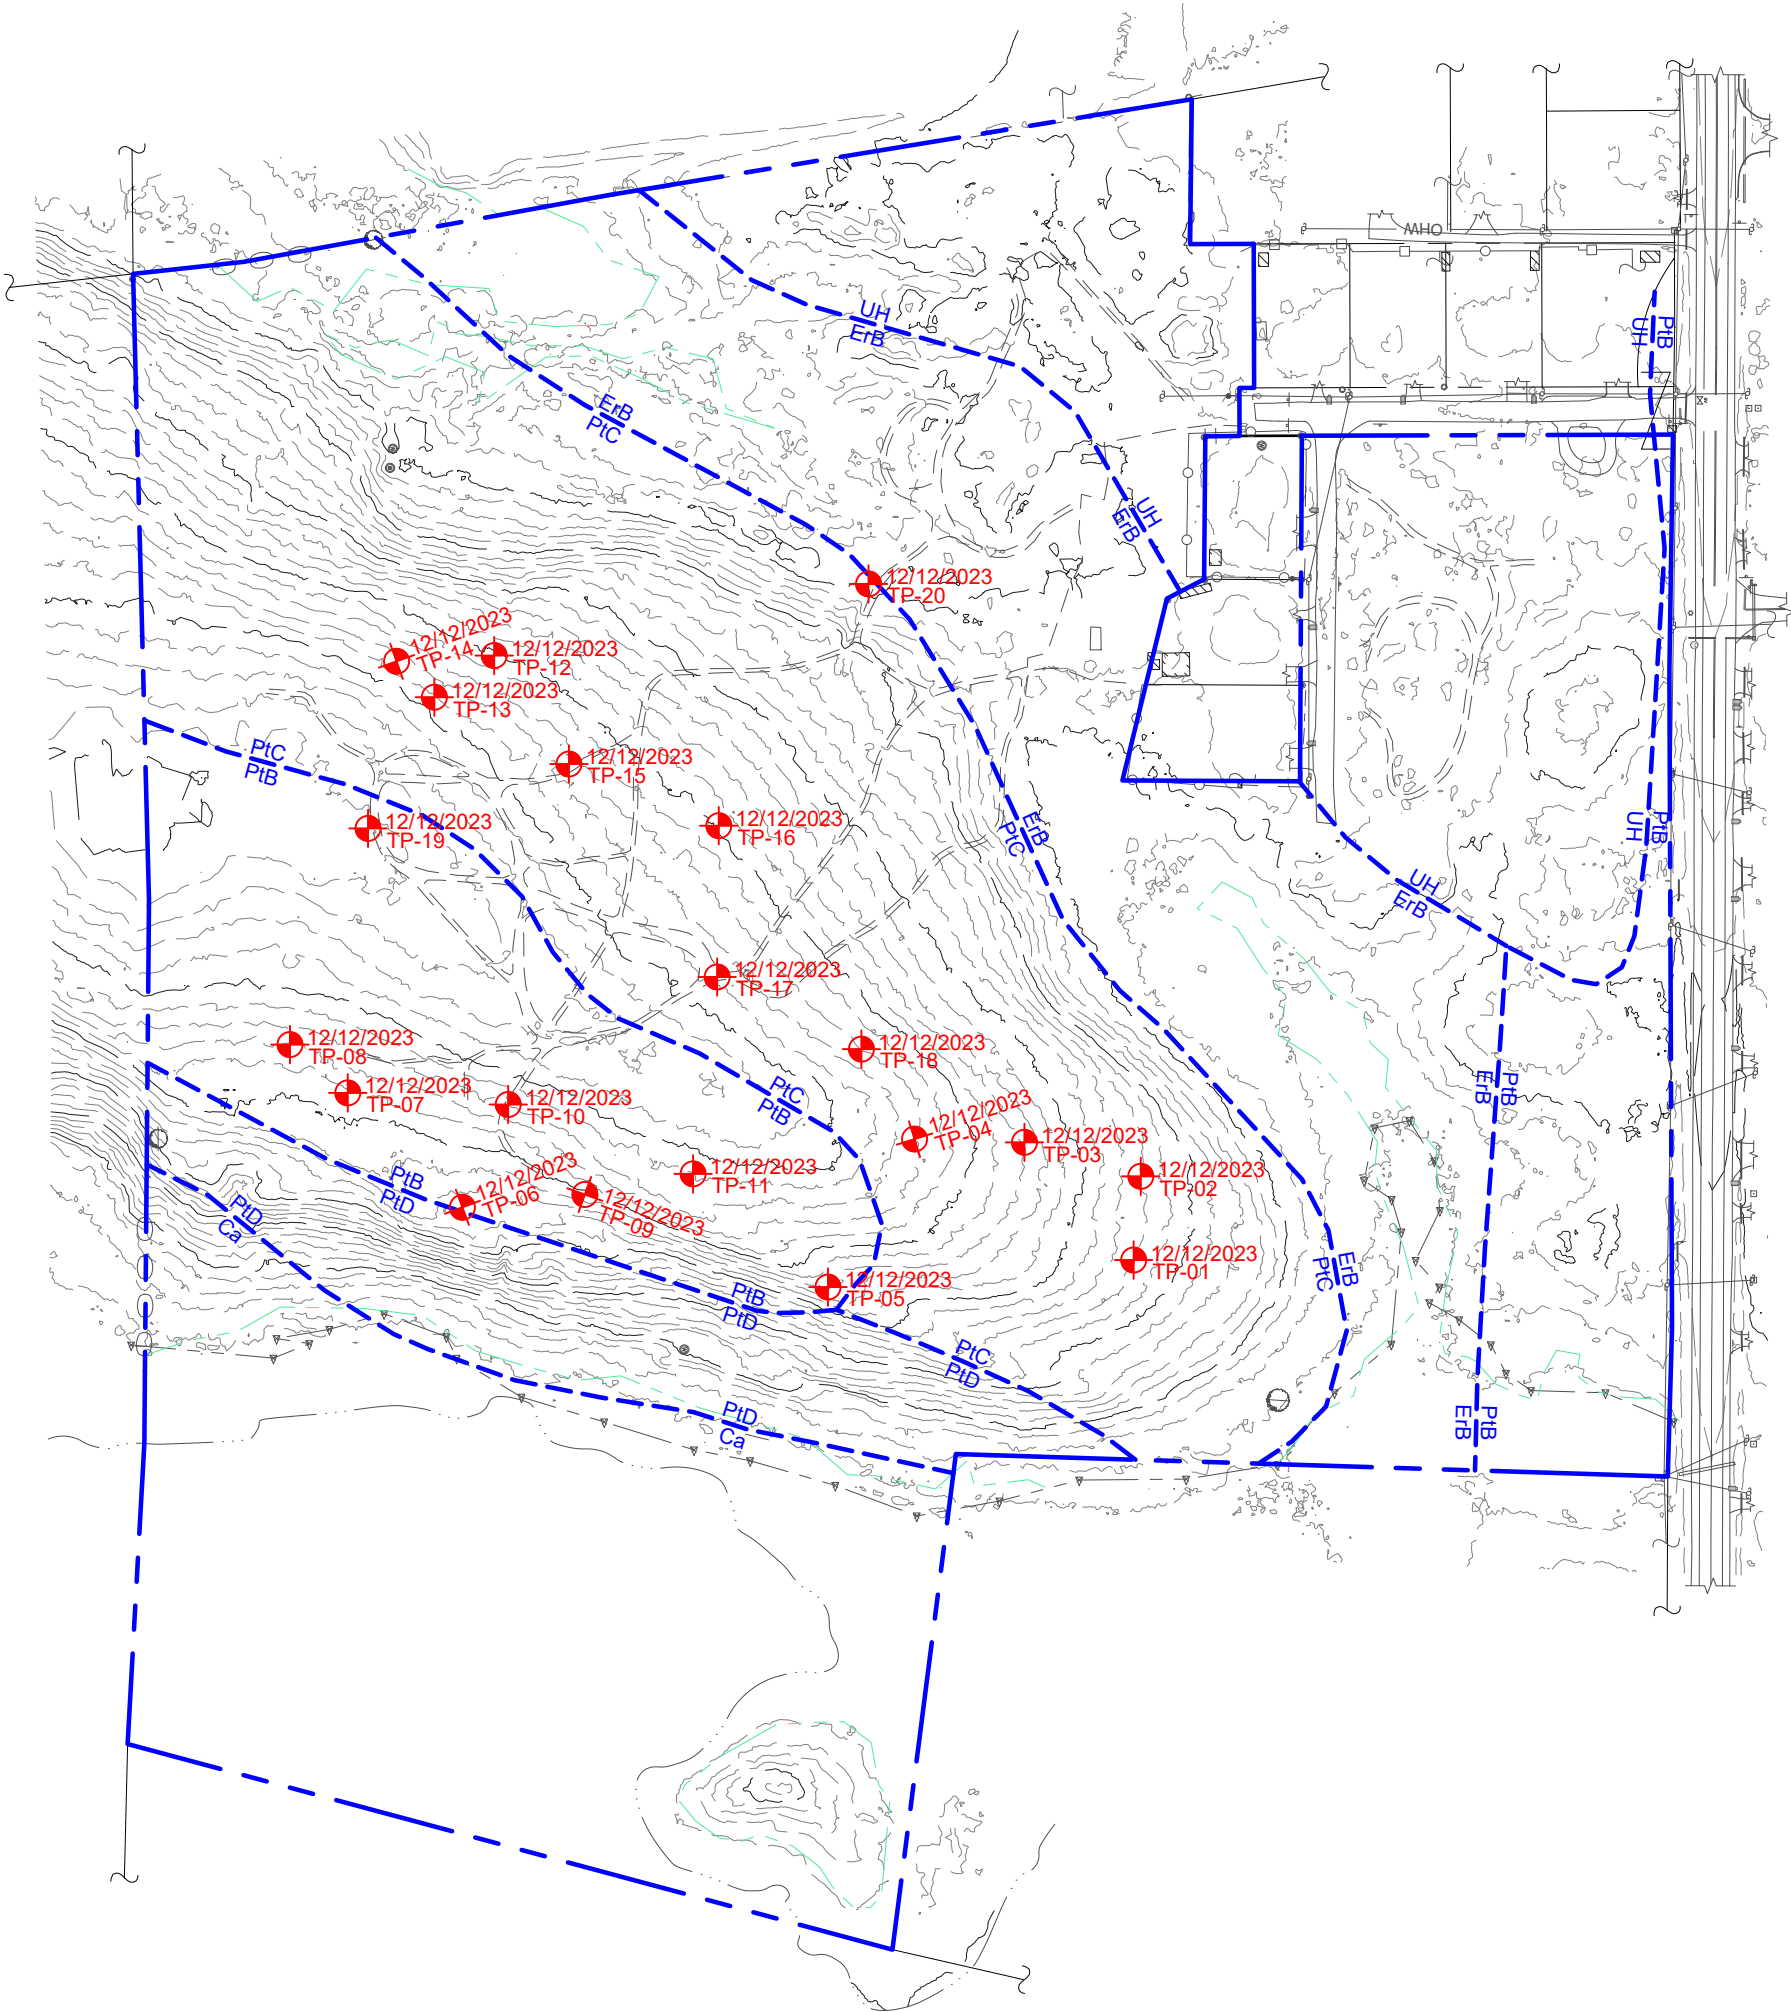 OHW
UH
ErB
PtB
UH
ErB
PtC
UH
ErB
12/12/2023
TP-20
12/12/2023
TP-14
12/12/2023
TP-12
12/12/2023
TP-13
PtC
PtB
12/12/2023
TP-15
12/12/2023
TP-19
12/12/2023
TP-16
ErB
PtC
PtB
UH
UH
ErB
12/12/2023
TP-17
12/12/2023
TP-08
12/12/2023
TP-18
12/12/2023
TP-07
12/12/2023
TP-10
PtC
PtB
PtB
ErB
12/12/2023
TP-04
12/12/2023
TP-03
12/12/2023
TP-11
12/12/2023
TP-02
PtB
PtD
12/12/2023
TP-06
12/12/2023
TP-09
PtD
Ca
12/12/2023
TP-01
ErB
PtC
12/12/2023
TP-05
PtB
PtD
PtC
PtD
PtD
Ca
PtB
ErB